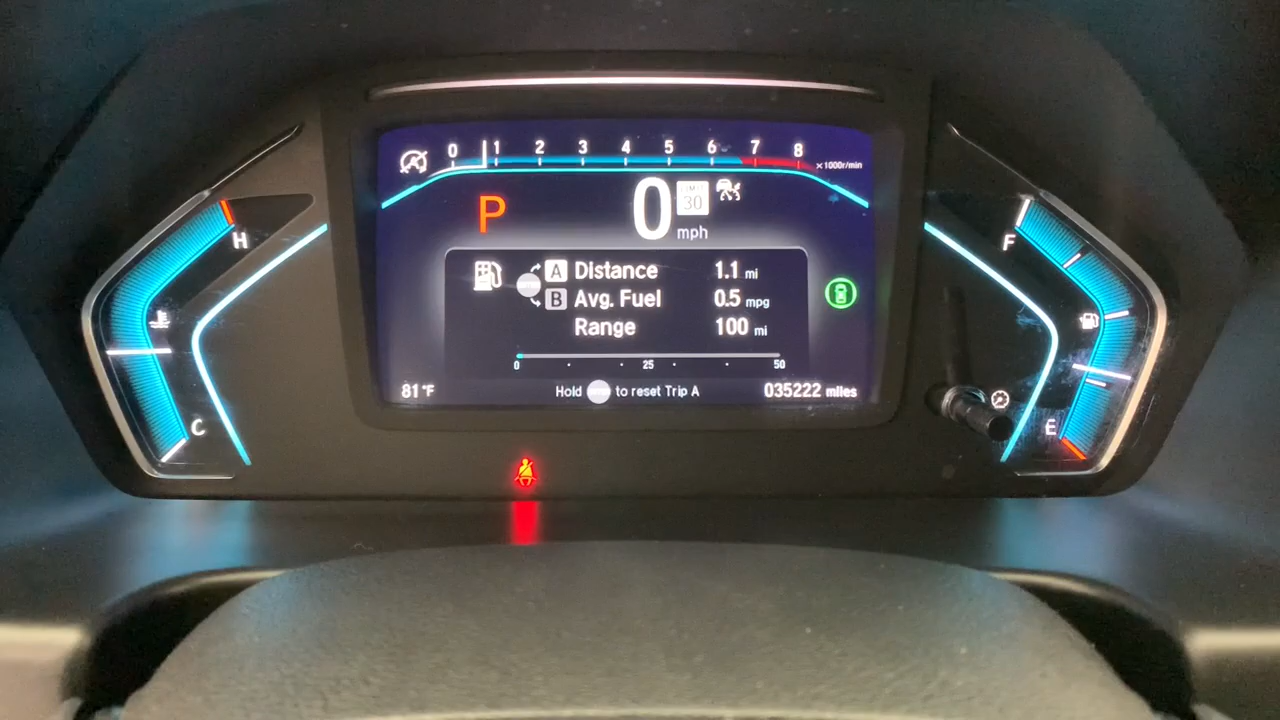 0 1 2 3 4 5 6 7 8 ×1000r/min
P 0 LIMIT 30
mph
H
F
A Distance 1.1 mi
B Avg. Fuel 0.5 mpg
Range 100 mi
0 25 50
81°F Hold to reset Trip A 035222 miles
C
E